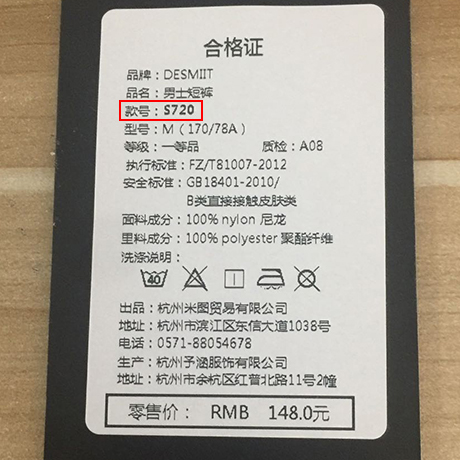 合格证
品牌：DESMIIT
品名：男士短裤
款号：S720
型号：M（170/78A）
等级：一等品 质检：A08
执行标准：FZ/T81007-2012
安全标准：GB18401-2010/
B类直接接触皮肤类
面料成分：100% nylon 尼龙
里料成分：100% polyester 聚酯纤维
洗涤说明：
40
出品：杭州米图贸易有限公司
地址：杭州市滨江区东信大道1038号
电话：0571-88054678
生产：杭州予涵服饰有限公司
地址：杭州市余杭区红普北路11号2幢
零售价： RMB 148.0元